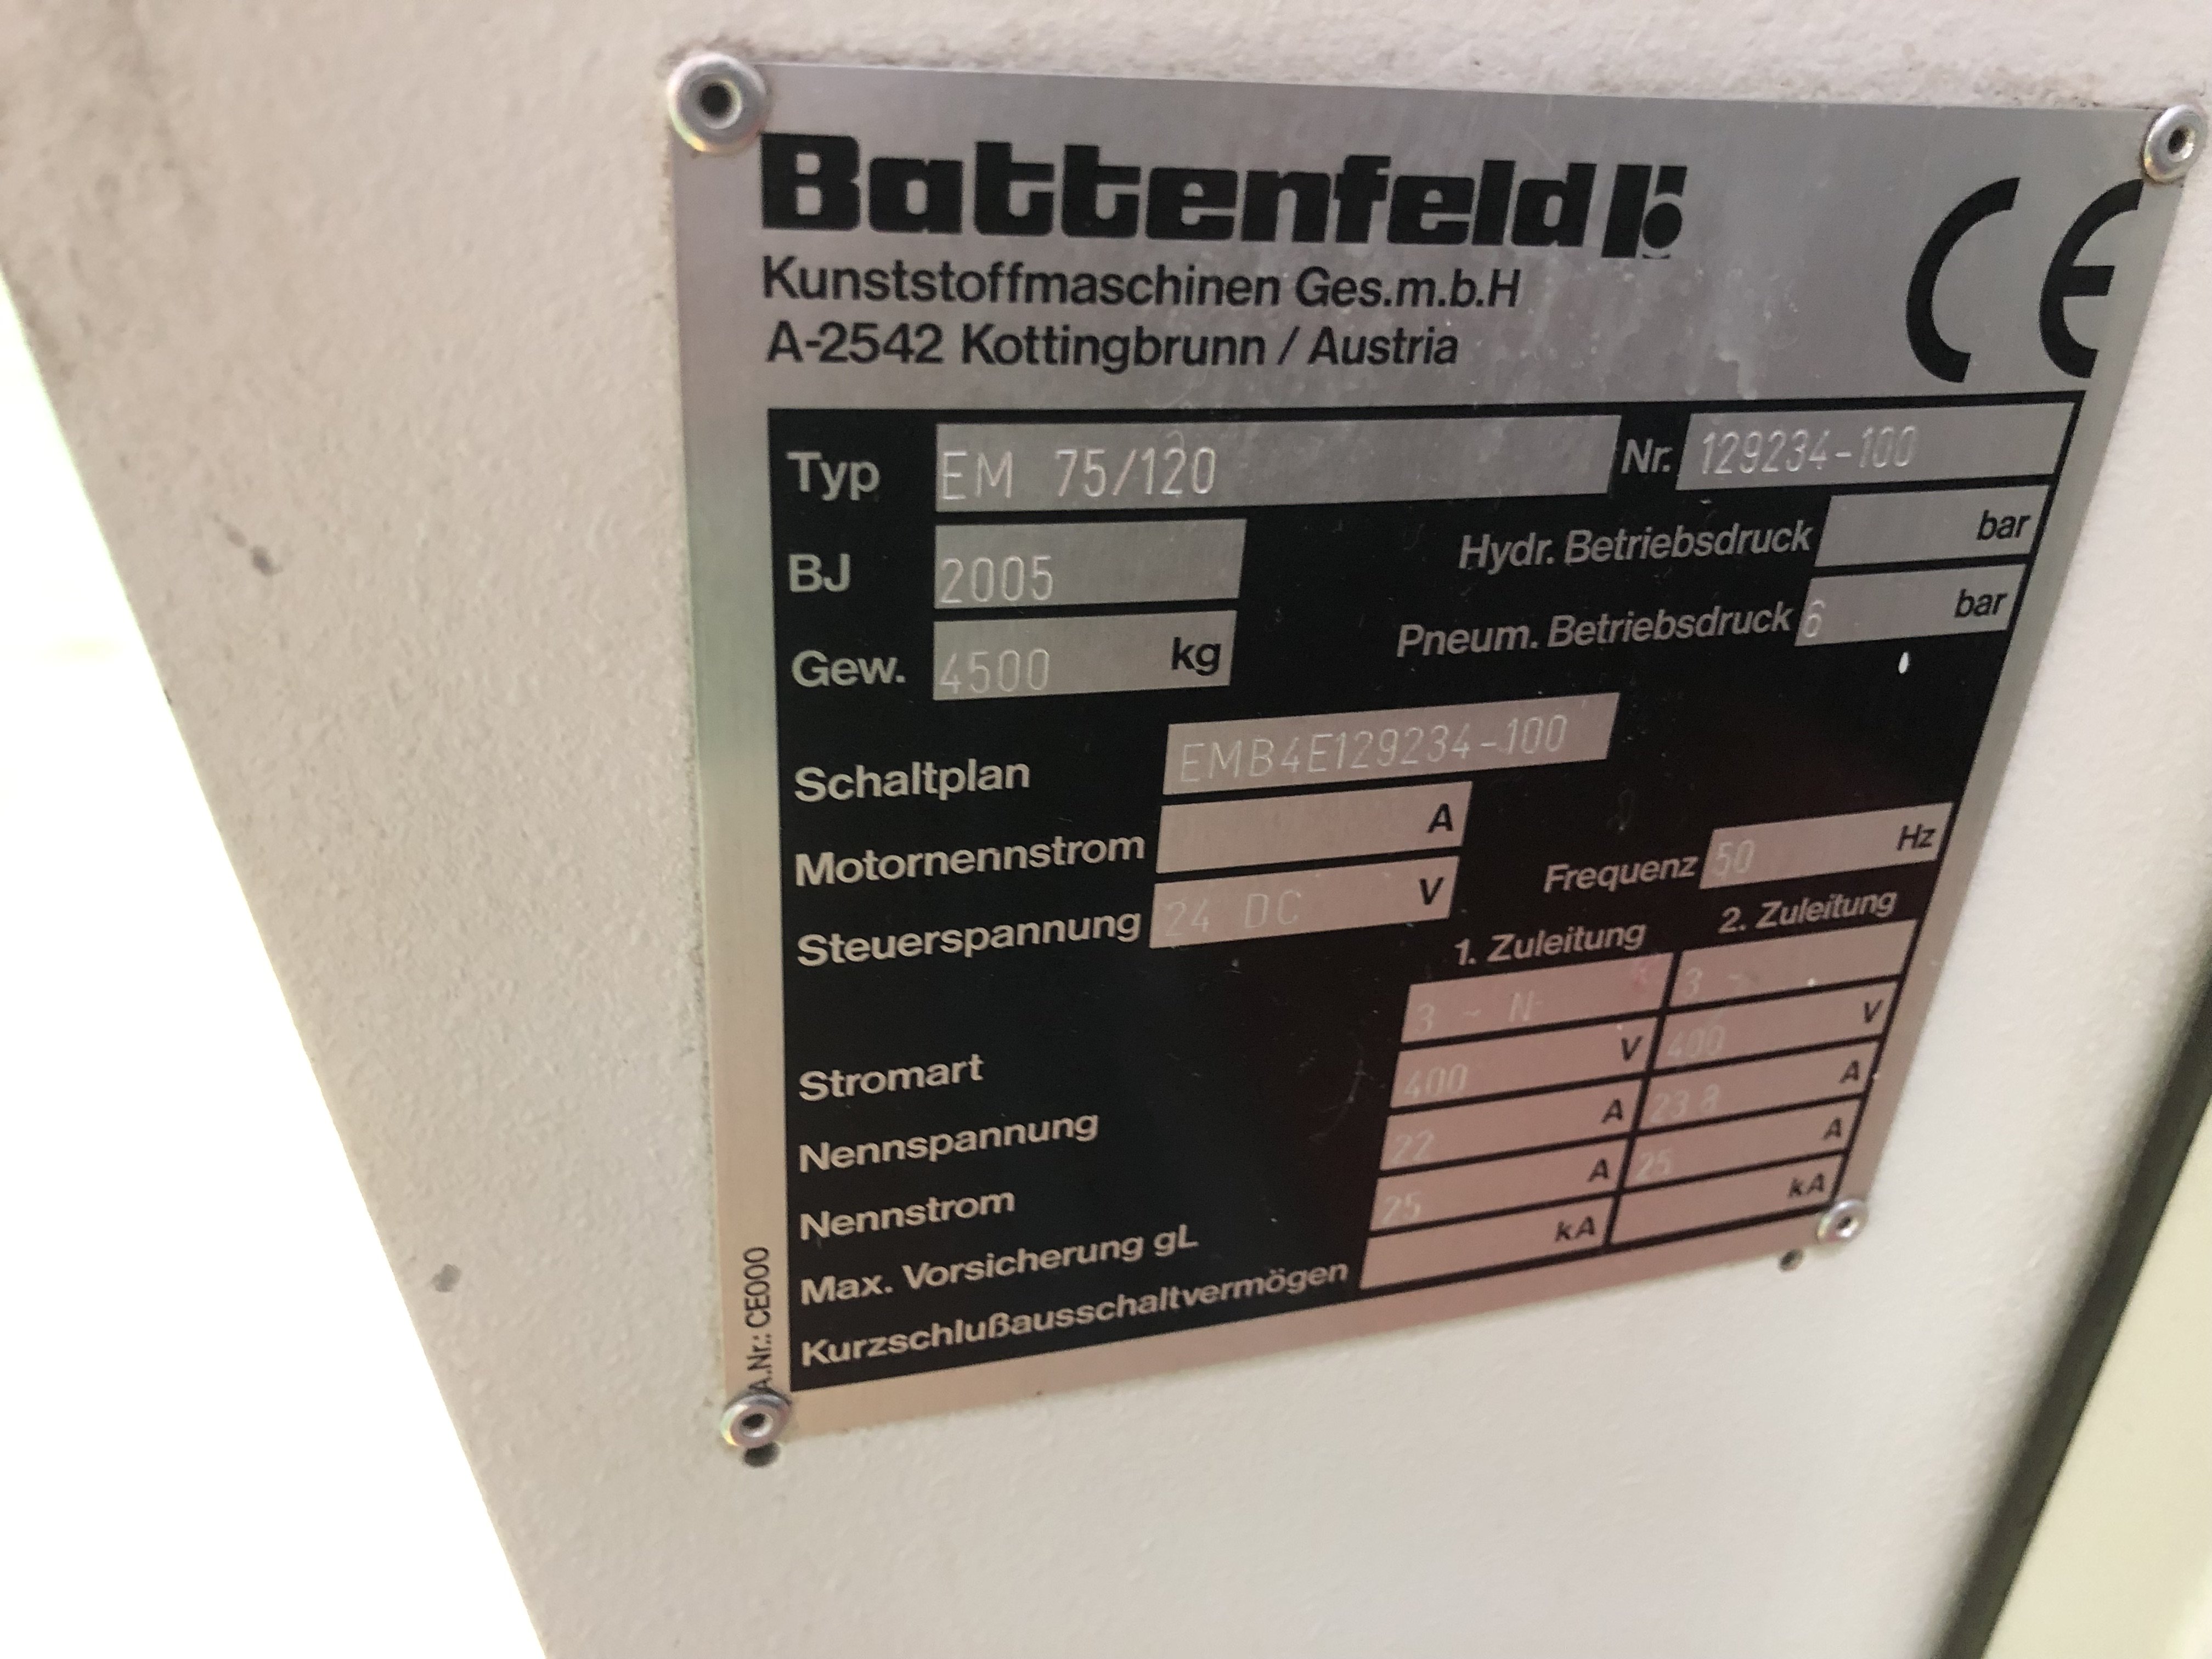 Battenfeld
Kunststoffmaschinen Ges.m.b.H
A-2542 Kottingbrunn / Austria
CE
Typ EM 75/120 Nr. 129234-100
BJ 2005 Hydr. Betriebsdruck bar
Gew. 4500 kg Pneum. Betriebsdruck 6 bar
Schaltplan EMB4E129234-100
Motornennstrom A
Steuerspannung 24 DC V Frequenz 50 Hz
1. Zuleitung 2. Zuleitung
Stromart 3 ~ N 3 ~
Nennspannung 400 V 400 V
Nennstrom 22 A 23.8 A
Max. Vorsicherung gL 25 A 25 A
Kurzschlußausschaltvermögen kA kA
A.Nr.: CE000